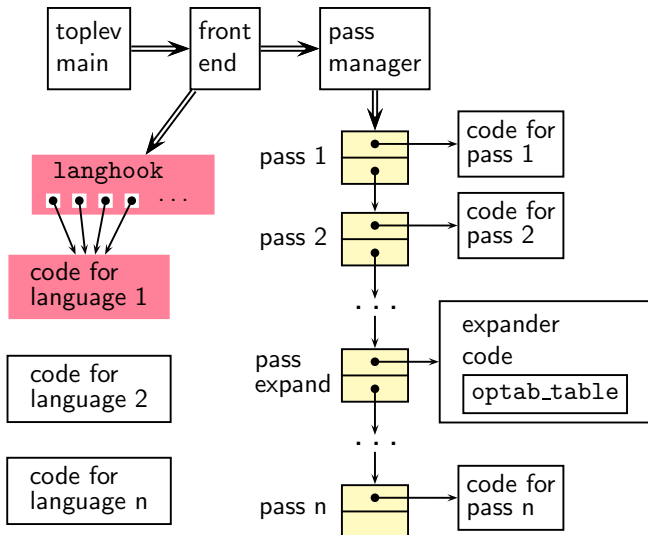 toplev
main
front
end
pass
manager
langhook
. . .
code for
language 1
code for
language 2
code for
language n
pass 1
code for
pass 1
pass 2
code for
pass 2
. . .
pass
expand
expander
code
optab_table
. . .
pass n
code for
pass n